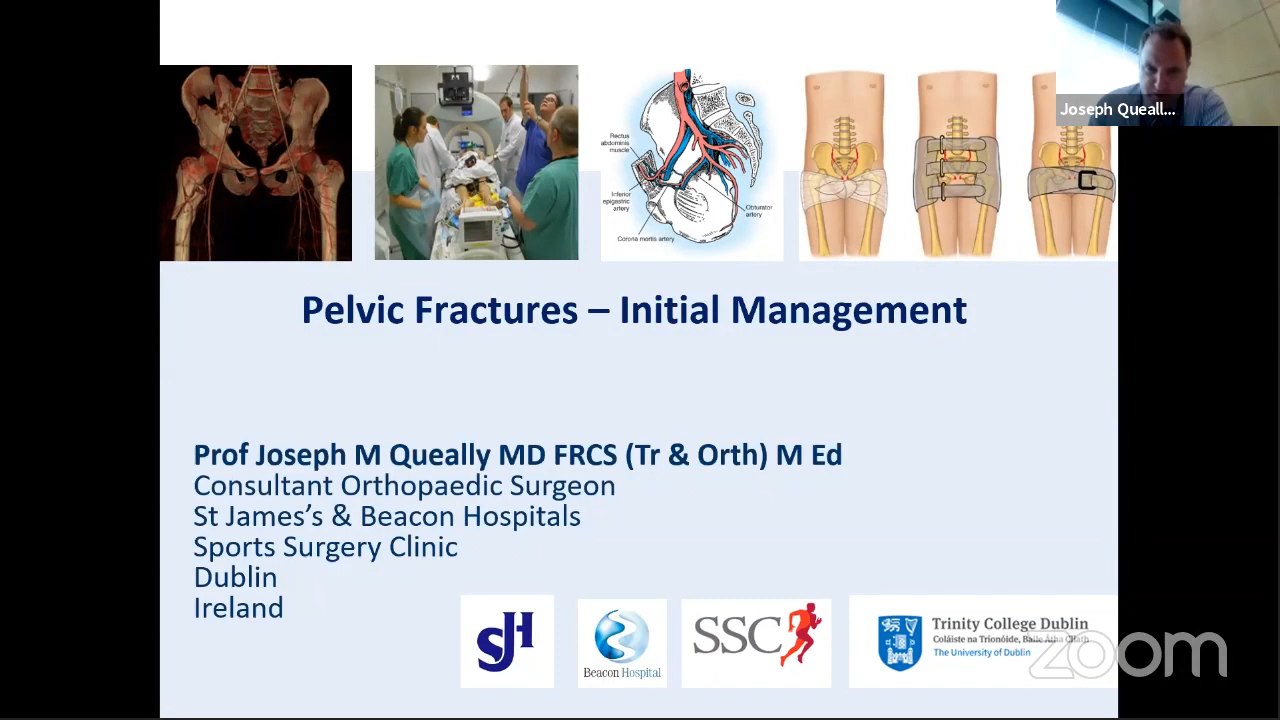 Joseph Queall...
Rectus
abdominis
muscle
Inferior
epigastric
artery
Obturator
artery
Corona mortis artery
Pelvic Fractures – Initial Management
Prof Joseph M Queally MD FRCS (Tr & Orth) M Ed
Consultant Orthopaedic Surgeon
St James’s & Beacon Hospitals
Sports Surgery Clinic
Dublin
Ireland
SJH
Beacon Hospital
SSC
Trinity College Dublin
Coláiste na Tríonóide, Baile Átha Cliath
The University of Dublin
zoom